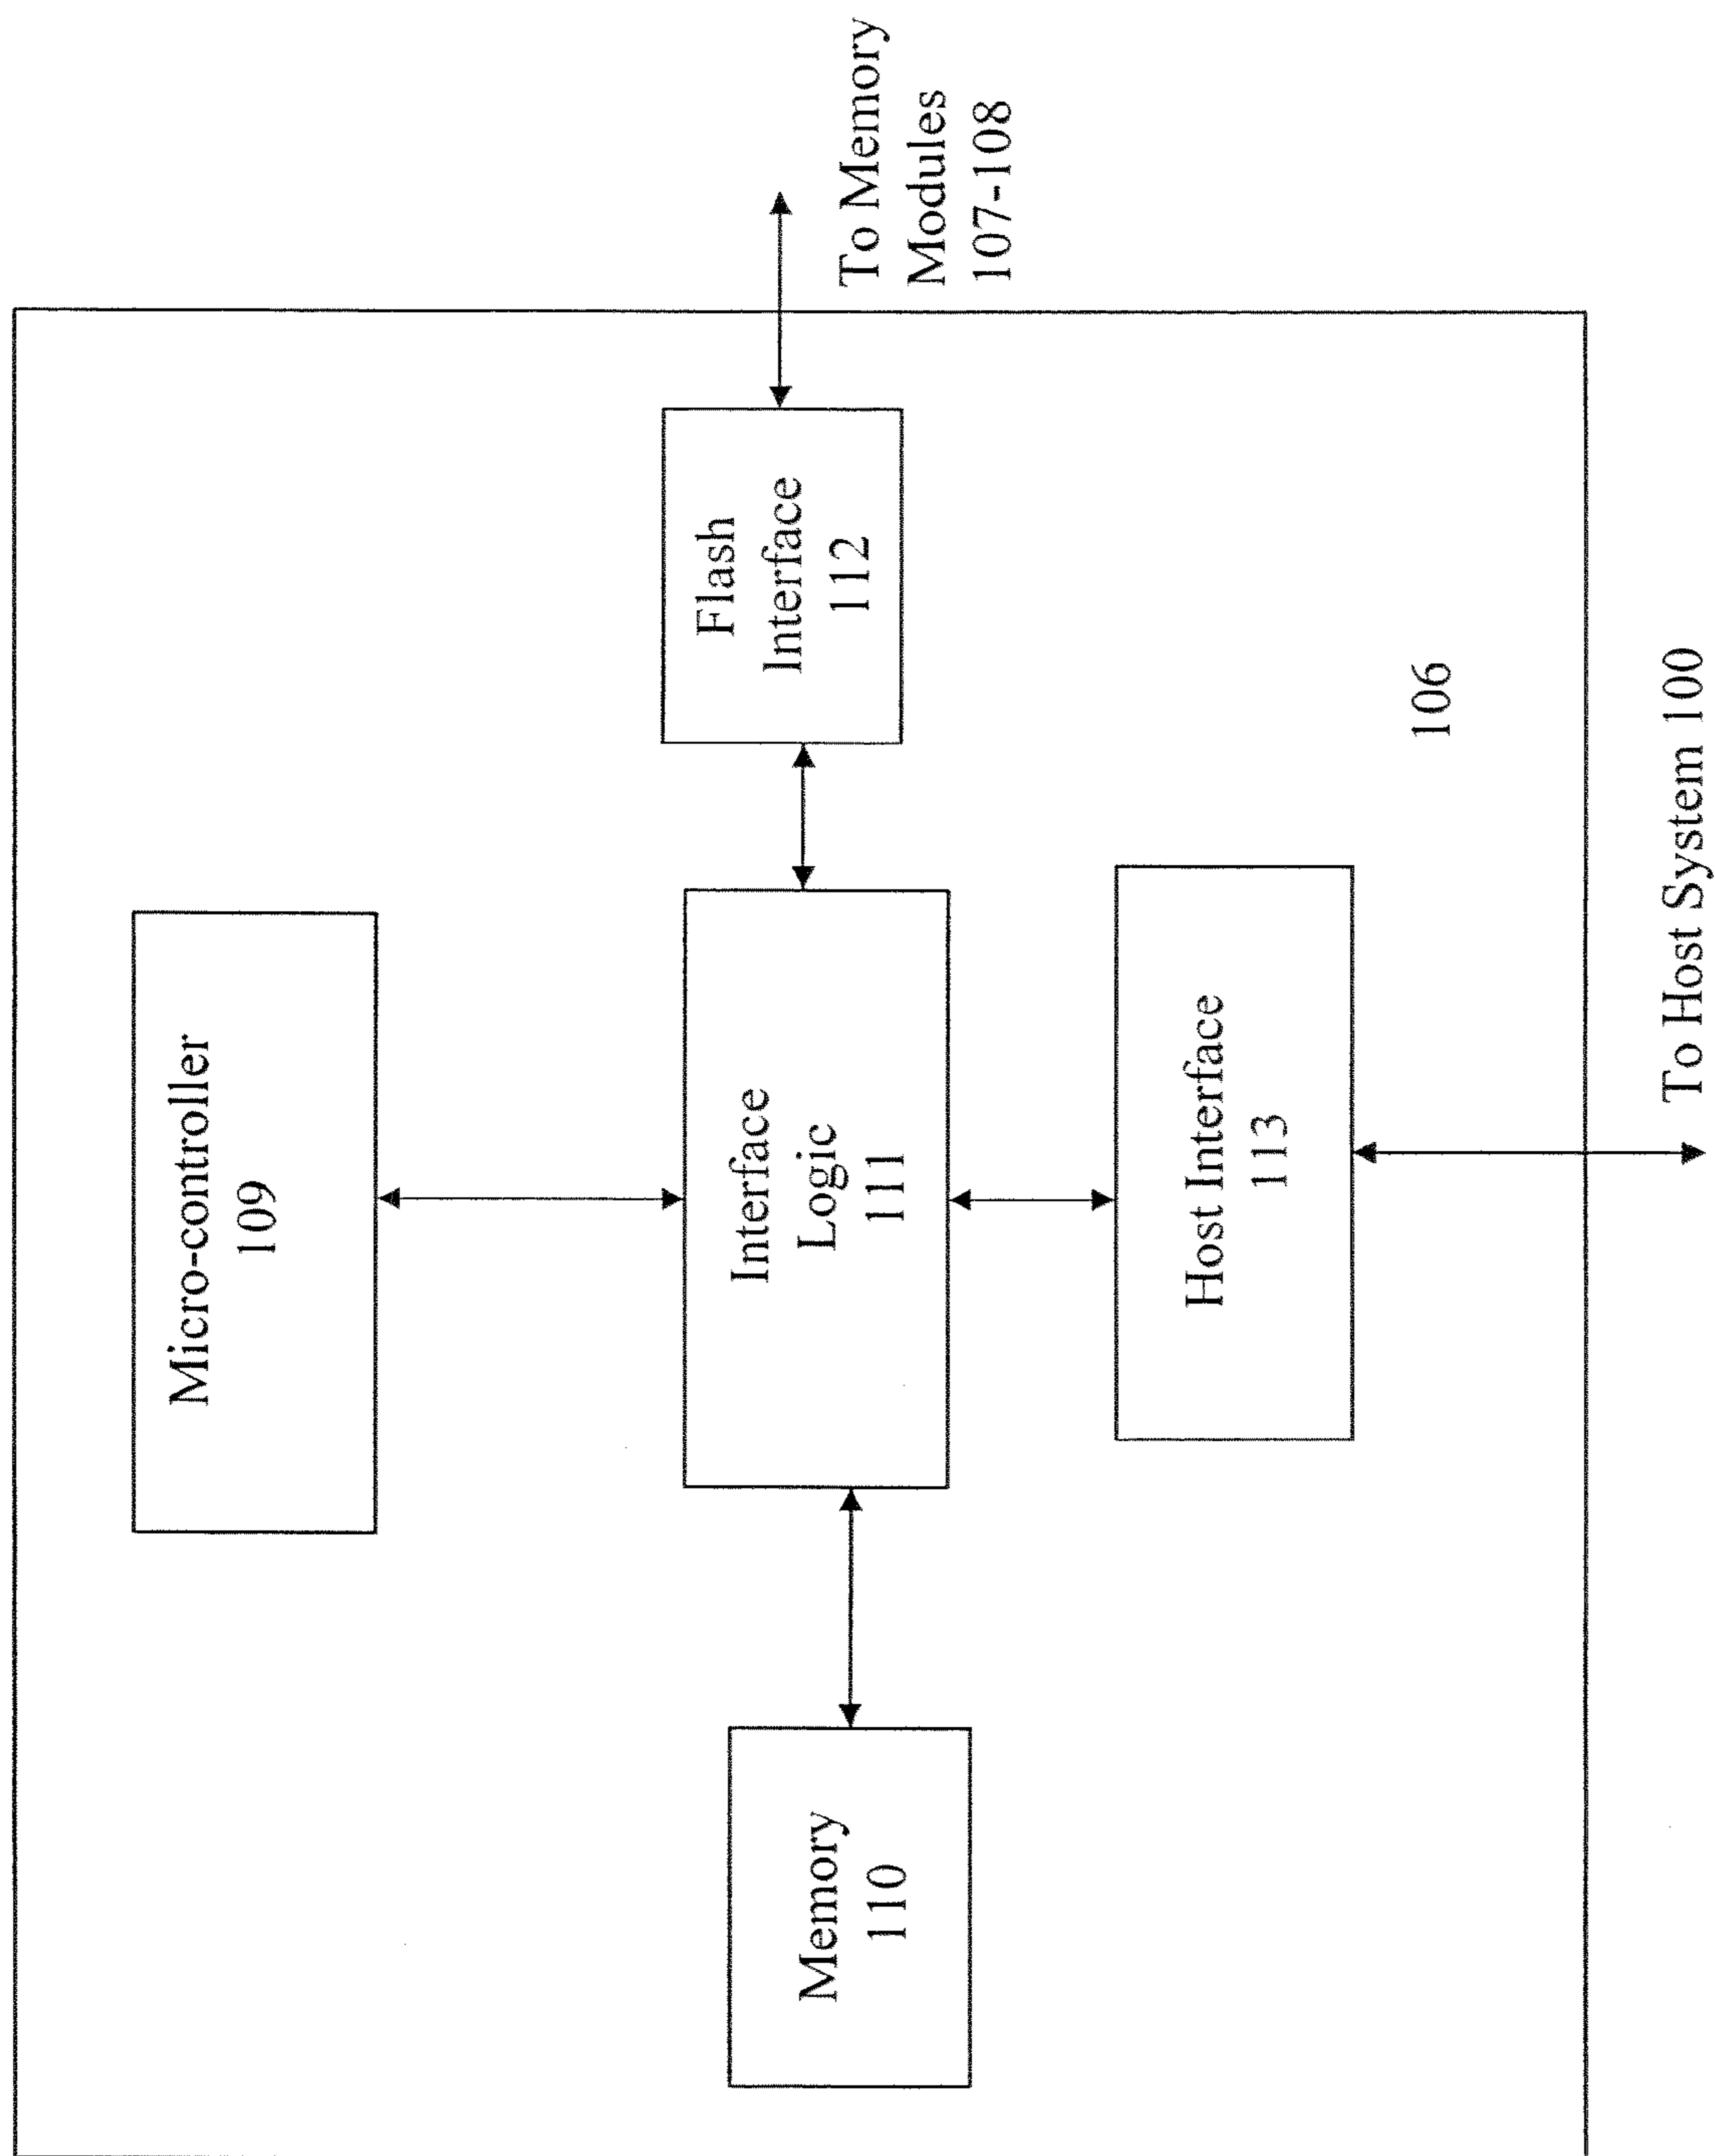 Micro-controller
109
Memory
110
Interface
Logic
111
Flash
Interface
112
To Memory
Modules
107-108
Host Interface
113
106
To Host System 100